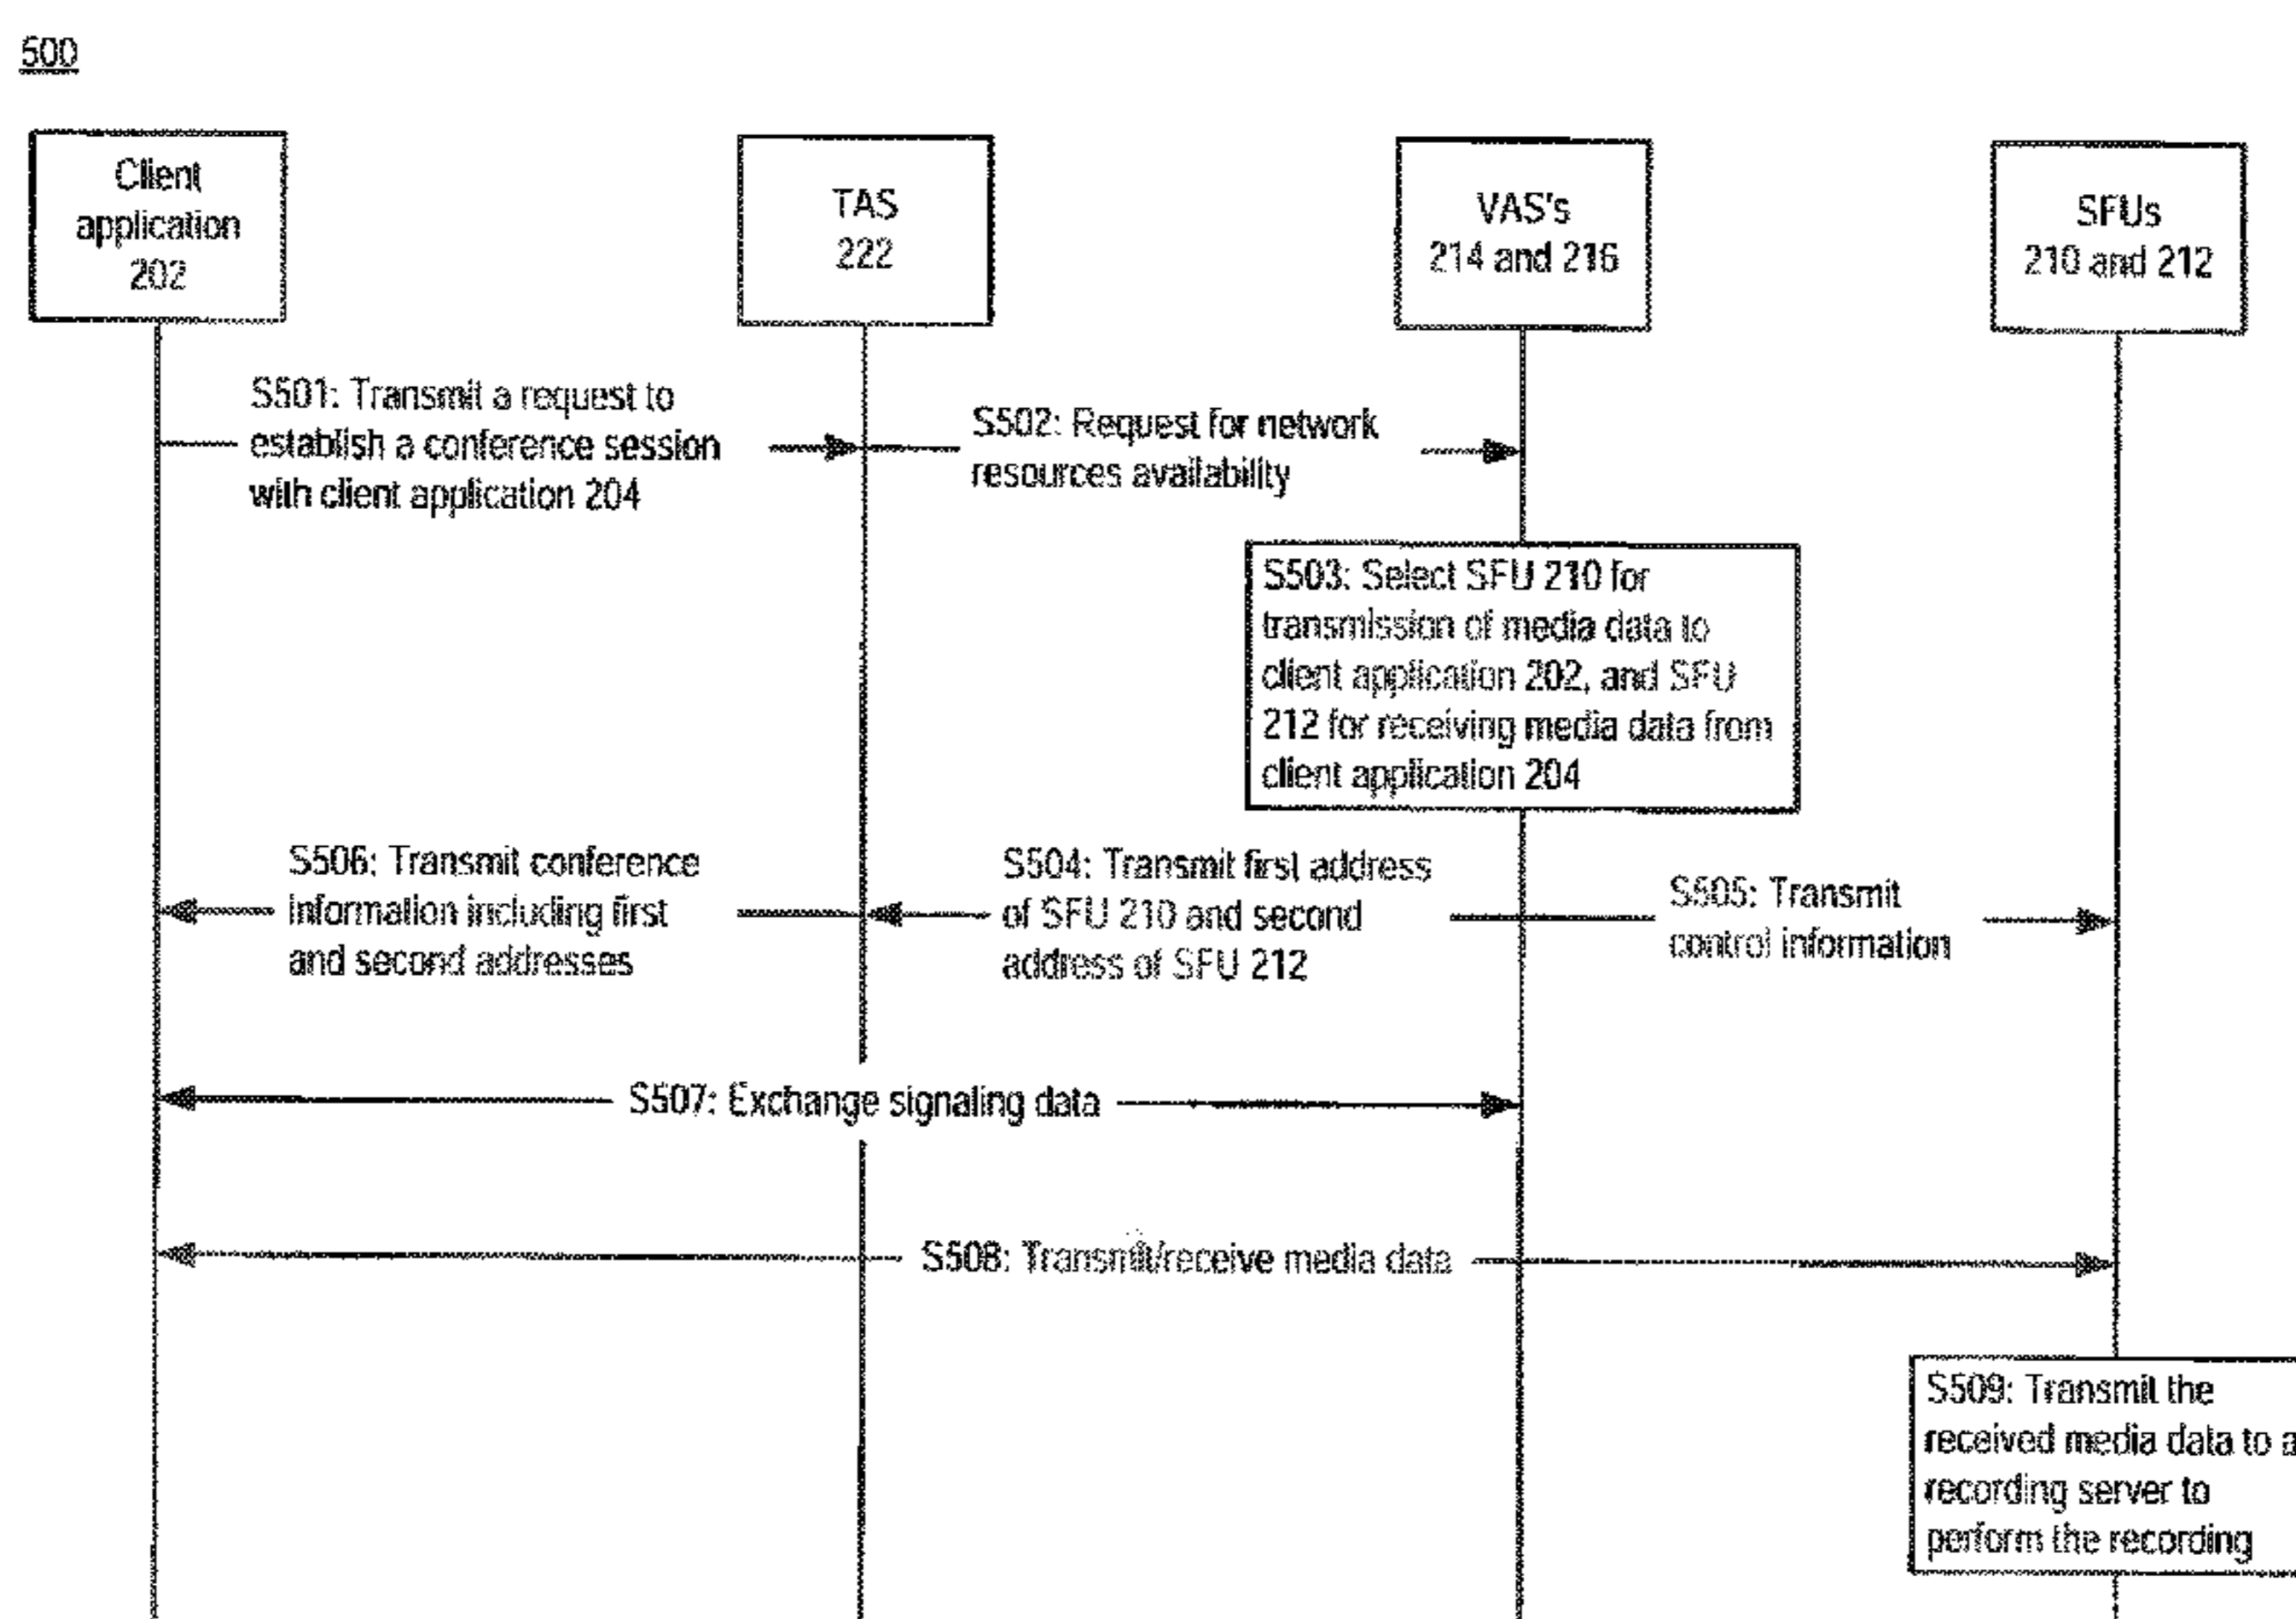 500
Client
application
202
TAS
222
VAS's
214 and 216
SFUs
210 and 212
S501: Transmit a request to
establish a conference session
with client application 204
S502: Request for network
resources availability
S503: Select SFU 210 for
transmission of media data to
client application 202, and SFU
212 for receiving media data from
client application 204
S506: Transmit conference
information including first
and second addresses
S504: Transmit first address
of SFU 210 and second
address of SFU 212
S505: Transmit
control information
S507: Exchange signaling data
S508: Transmit/receive media data
S509: Transmit the
received media data to a
recording server to
perform the recording